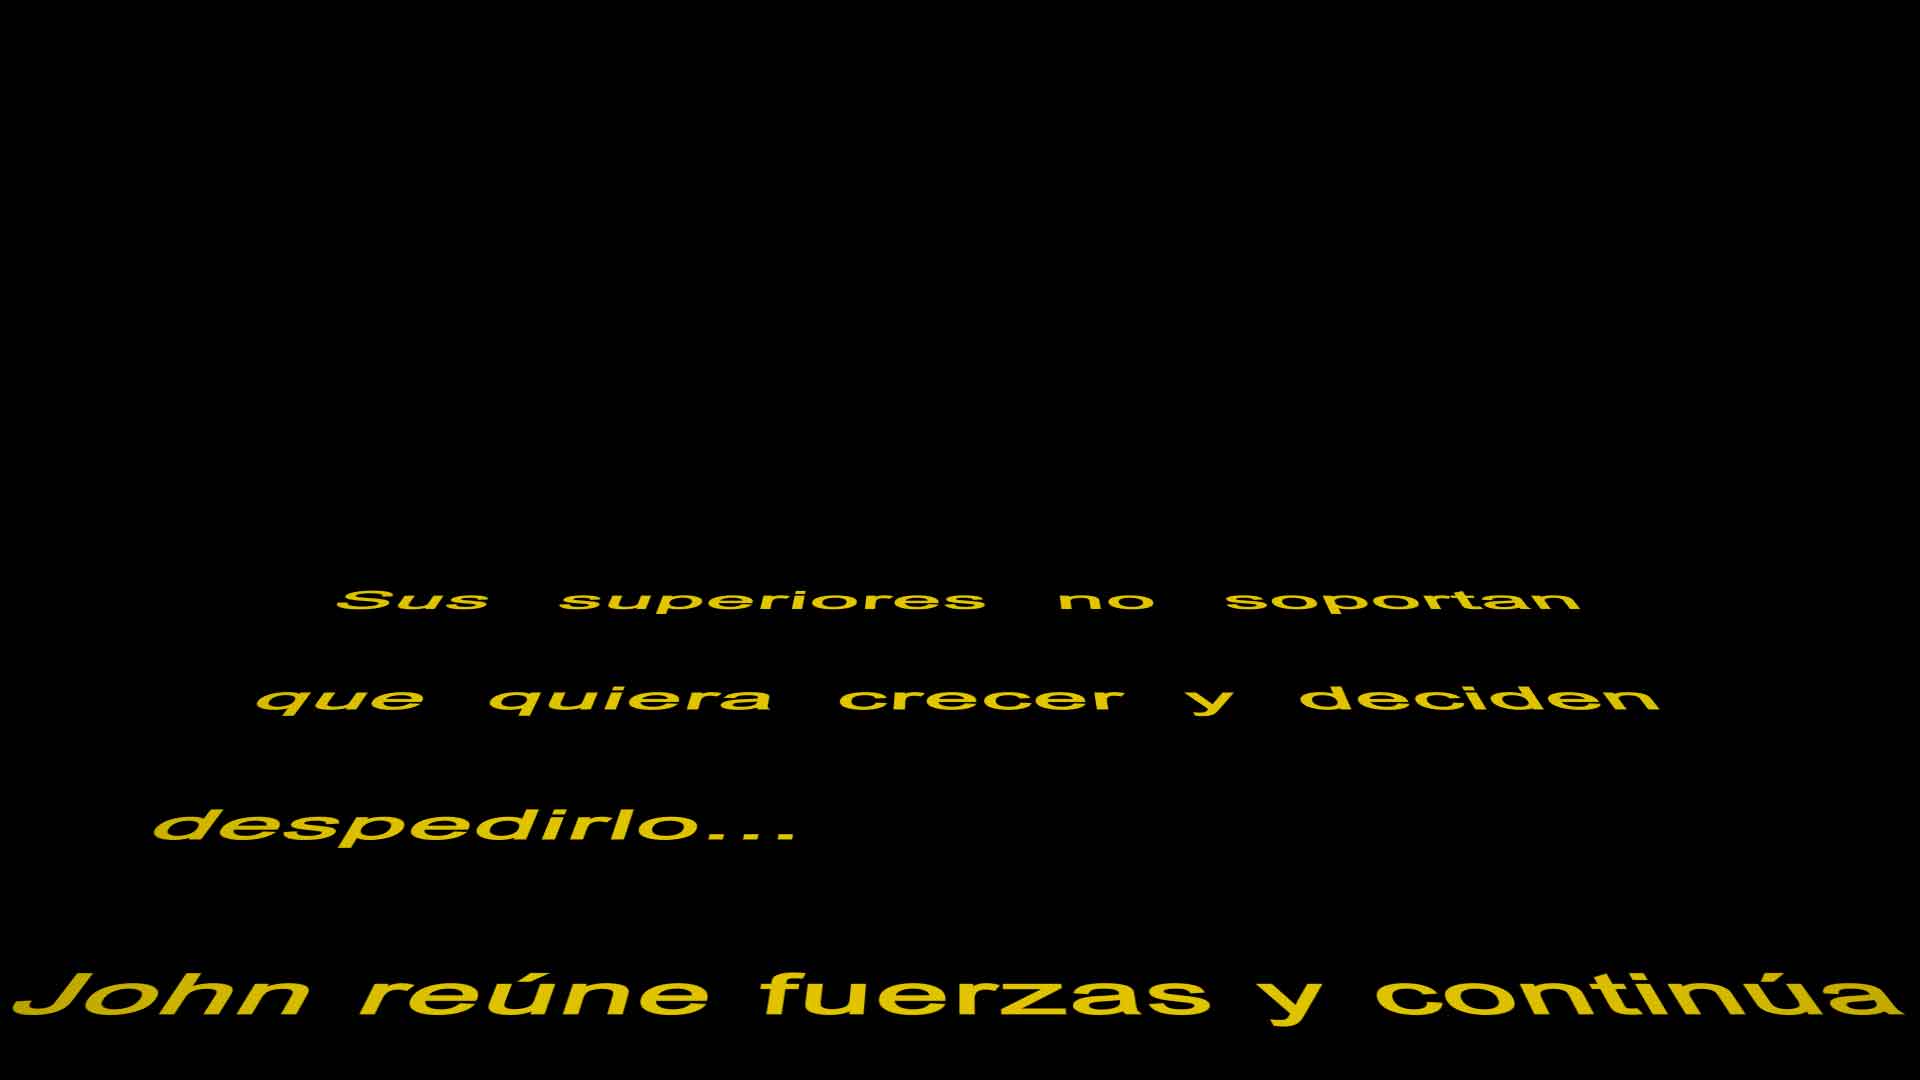 Sus superiores no soportan
que quiera crecer y deciden
despedirlo...
John reúne fuerzas y continúa